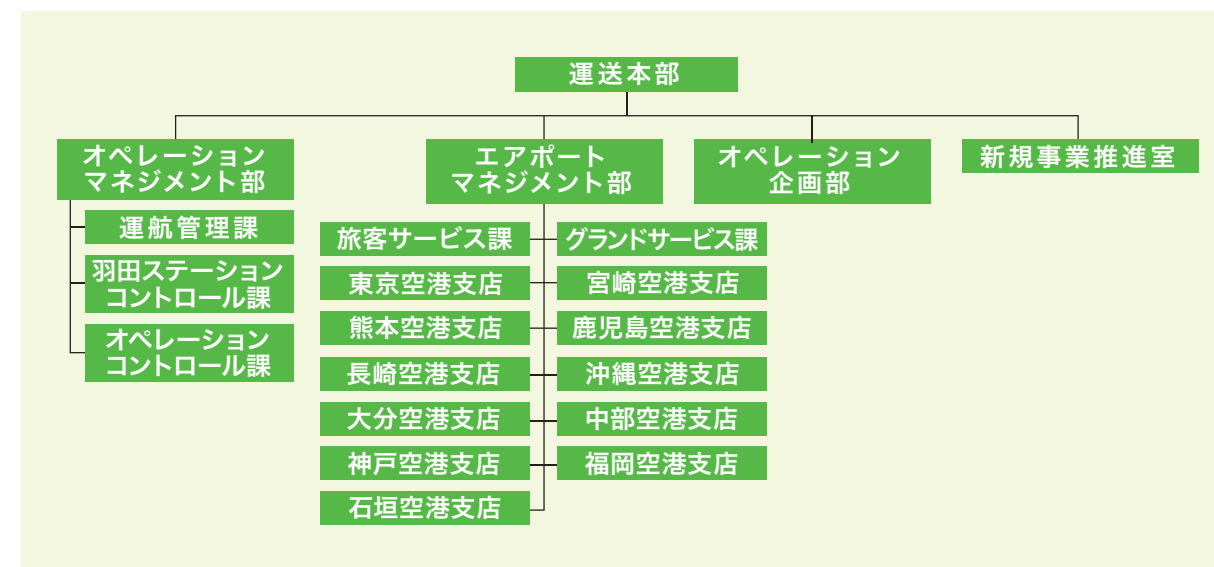 運送本部
オペレーション
マネジメント部
エアポート
マネジメント部
オペレーション
企画部
新規事業推進室
運航管理課
羽田ステーション
コントロール課
オペレーション
コントロール課
旅客サービス課
グランドサービス課
東京空港支店
宮崎空港支店
熊本空港支店
鹿児島空港支店
長崎空港支店
沖縄空港支店
大分空港支店
中部空港支店
神戸空港支店
福岡空港支店
石垣空港支店